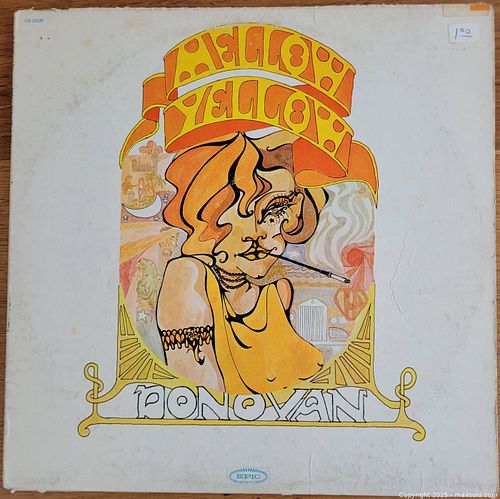 LN 24239
1.00
MELLOW
YELLOW
DONOVAN
EPIC
Copyright 2025 - maxsold.com